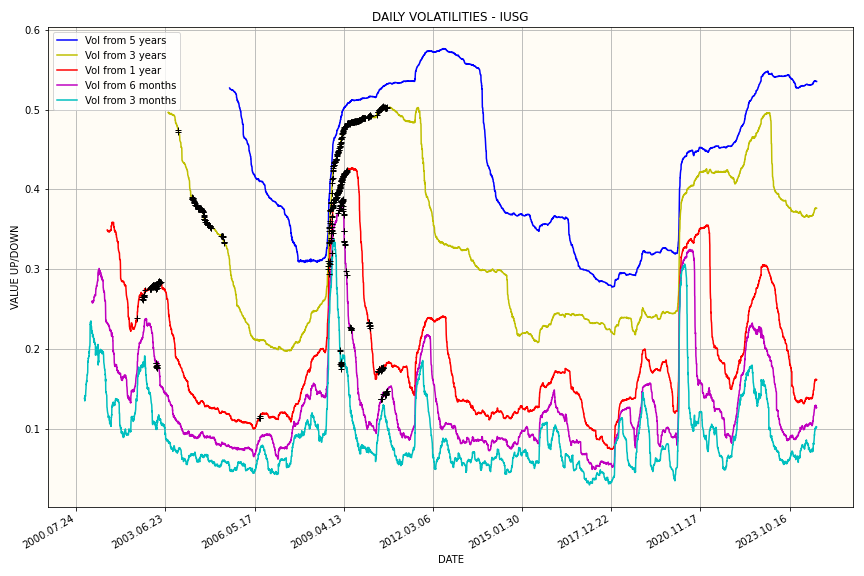 DAILY VOLATILITIES - IUSG
Vol from 5 years
Vol from 3 years
Vol from 1 year
Vol from 6 months
Vol from 3 months
VALUE UP/DOWN
0.6
0.5
0.4
0.3
0.2
0.1
2000.07.24
2003.06.23
2006.05.17
2009.04.13
2012.03.06
2015.01.30
2017.12.22
2020.11.17
2023.10.16
DATE